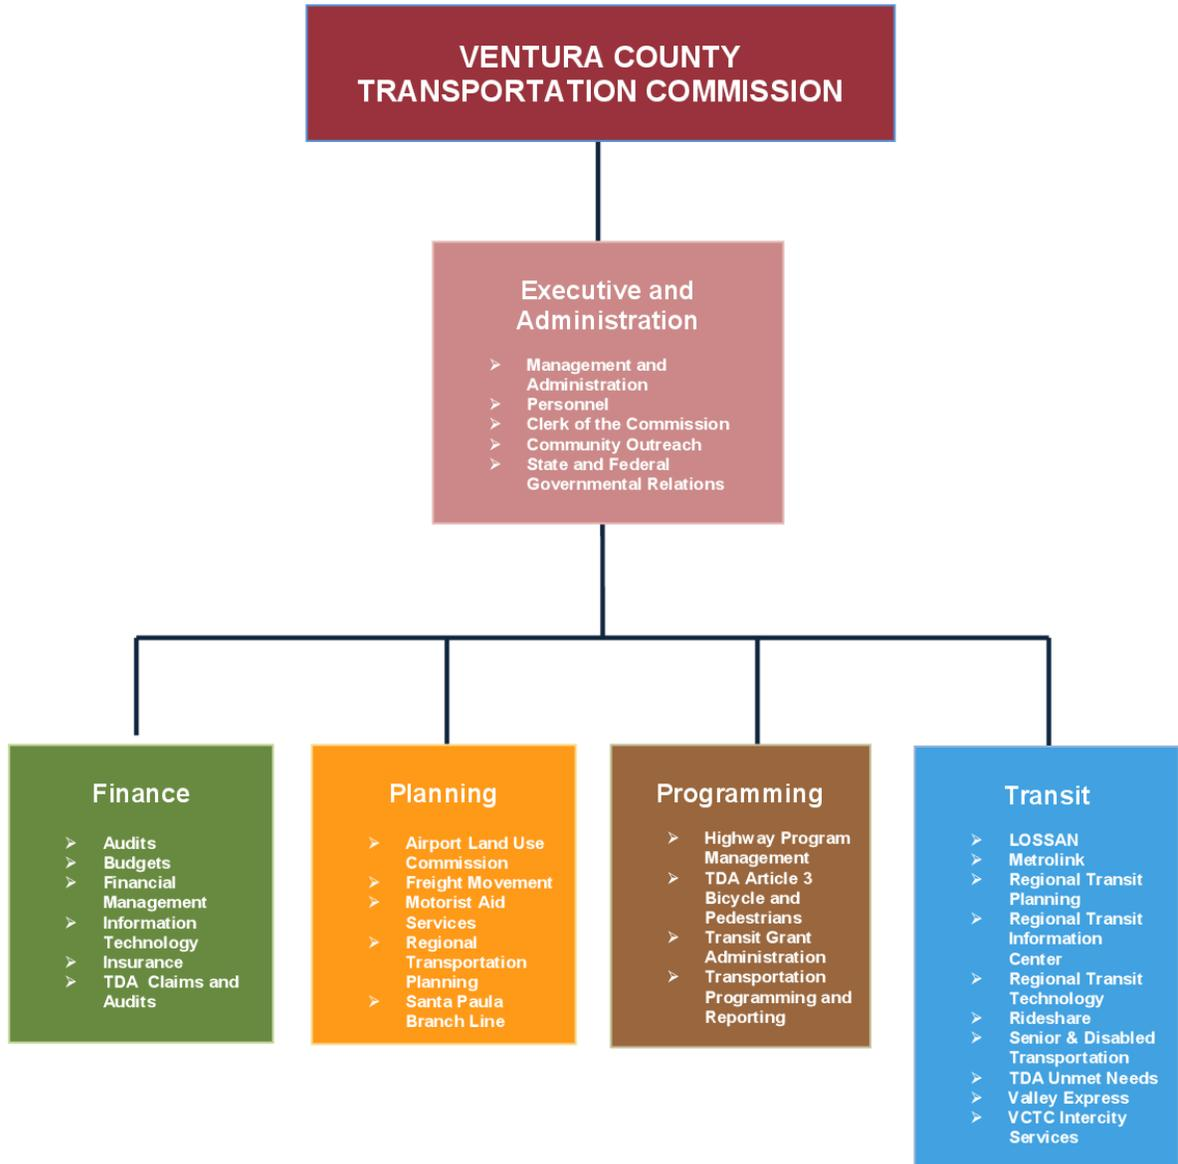 VENTURA COUNTY
TRANSPORTATION COMMISSION
Executive and
Administration
➢ Management and
Administration
➢ Personnel
➢ Clerk of the Commission
➢ Community Outreach
➢ State and Federal
Governmental Relations
Finance
➢ Audits
➢ Budgets
➢ Financial
Management
➢ Information
Technology
➢ Insurance
➢ TDA Claims and
Audits
Planning
➢ Airport Land Use
Commission
➢ Freight Movement
➢ Motorist Aid
Services
➢ Regional
Transportation
Planning
➢ Santa Paula
Branch Line
Programming
➢ Highway Program
Management
➢ TDA Article 3
Bicycle and
Pedestrians
➢ Transit Grant
Administration
➢ Transportation
Programming and
Reporting
Transit
➢ LOSSAN
➢ Metrolink
➢ Regional Transit
Planning
➢ Regional Transit
Information
Center
➢ Regional Transit
Technology
➢ Rideshare
➢ Senior & Disabled
Transportation
➢ TDA Unmet Needs
➢ Valley Express
➢ VCTC Intercity
Services